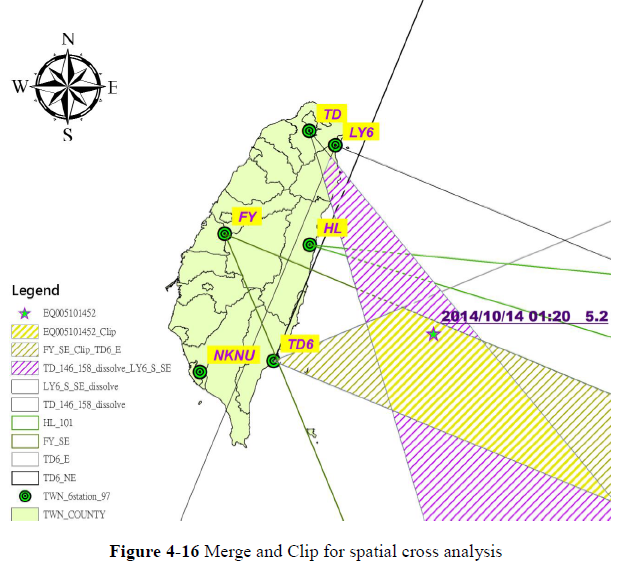 N
W E
S
TD
LY6
FY
HL
2014/10/14 01:20 5.2
TD6
NKNU
Legend
EQ005101452
EQ005101452_Clip
FY_SE_Clip_TD6_E
TD_146_158_dissolve_LY6_S_SE
LY6_S_SE_dissolve
TD_146_158_dissolve
HL_101
FY_SE
TD6_E
TD6_NE
TWN_6station_97
TWN_COUNTY
Figure 4-16 Merge and Clip for spatial cross analysis